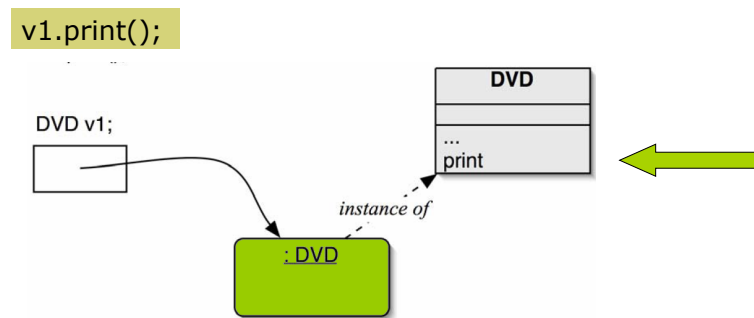 v1.print();
DVD
DVD v1;
...
print
instance of
: DVD